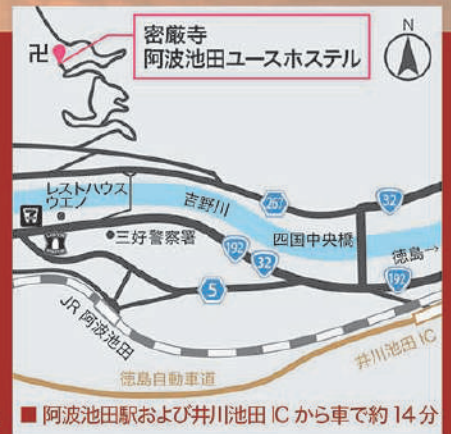 密厳寺
阿波池田ユースホステル
N
卍
レストハウス
ウエノ
吉野川
267
32
三好警察署
192
32
四国中央橋
徳島→
192
5
JR 阿波池田
井川池田 IC
徳島自動車道
■ 阿波池田駅および井川池田 IC から車で約 14 分